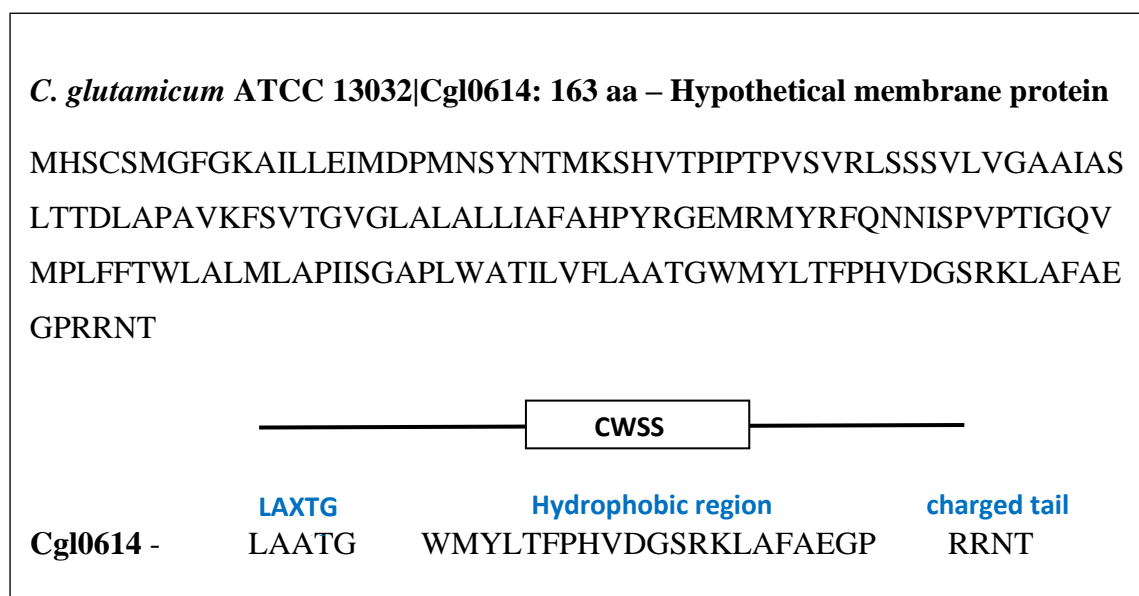 C. glutamicum ATCC 13032|Cgl0614: 163 aa – Hypothetical membrane protein
MHSCSMGFGKAILLEIMDPMNSYNTMKSHVTPIPTPVSVRLSSSVLVGAAIAS
LTTDLAPAVKFSVTGVGLALALLIAFAHPYRGEMRMYRFQNNISPVPTIGQV
MPLFFTWLALMLAPIISGAPLWATILVFLAATGWMYLTFPHVDGSRKLAFAE
GPRRNT
CWSS
LAXTG Hydrophobic region charged tail
Cgl0614 - LAATG WMYLTFPHVDGSRKLAFAEGP RRNT